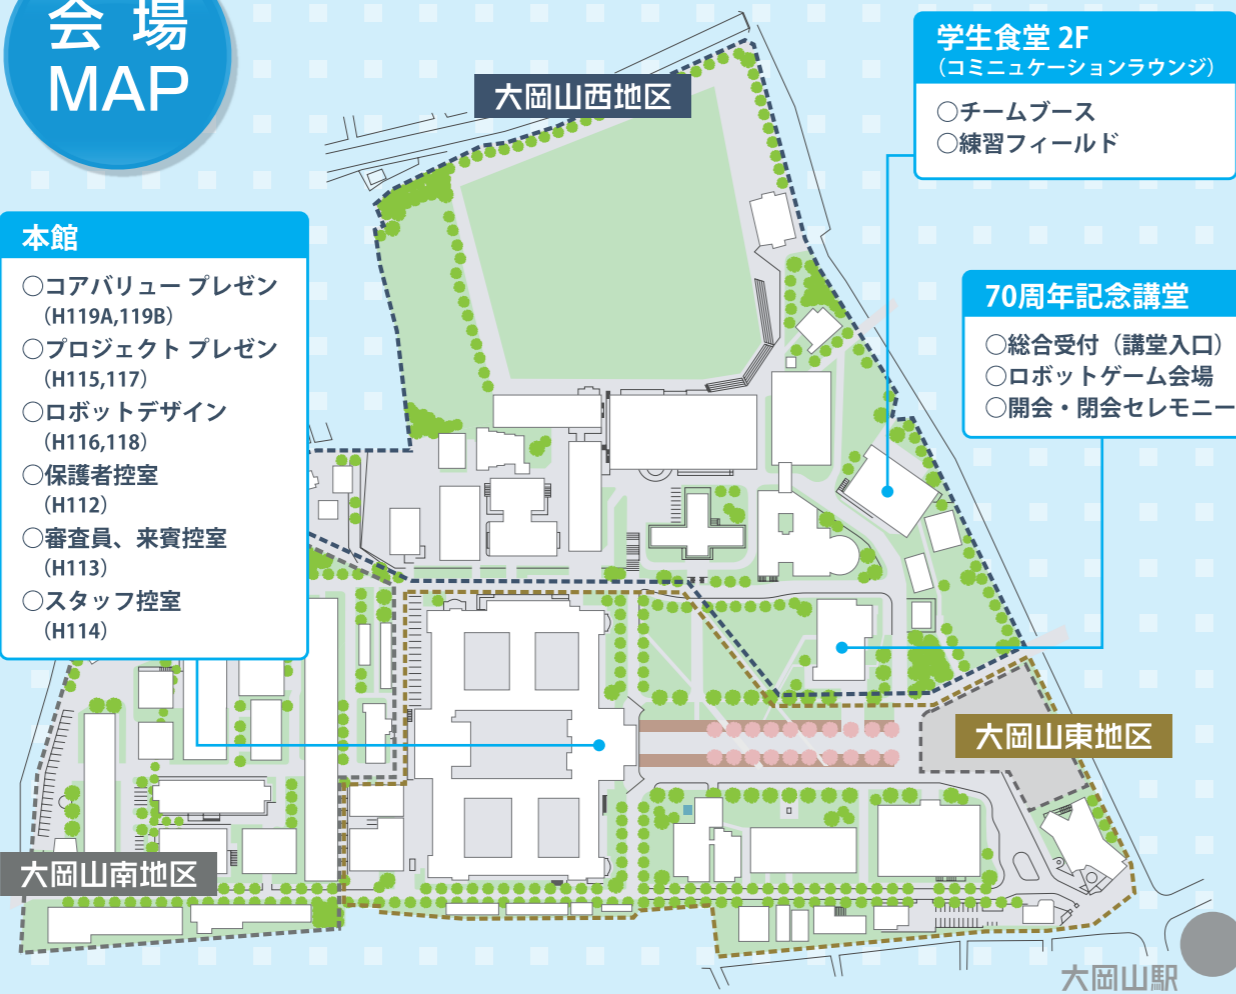 会場
MAP
大岡山西地区
学生食堂 2F
（コミニュケーションラウンジ）
○チームブース
○練習フィールド
本館
○コアバリュー プレゼン
（H119A,119B）
○プロジェクト プレゼン
（H115,117）
○ロボットデザイン
（H116,118）
○保護者控室
（H112）
○審査員、来賓控室
（H113）
○スタッフ控室
（H114）
70周年記念講堂
○総合受付（講堂入口）
○ロボットゲーム会場
○開会・閉会セレモニー
大岡山東地区
大岡山南地区
大岡山駅